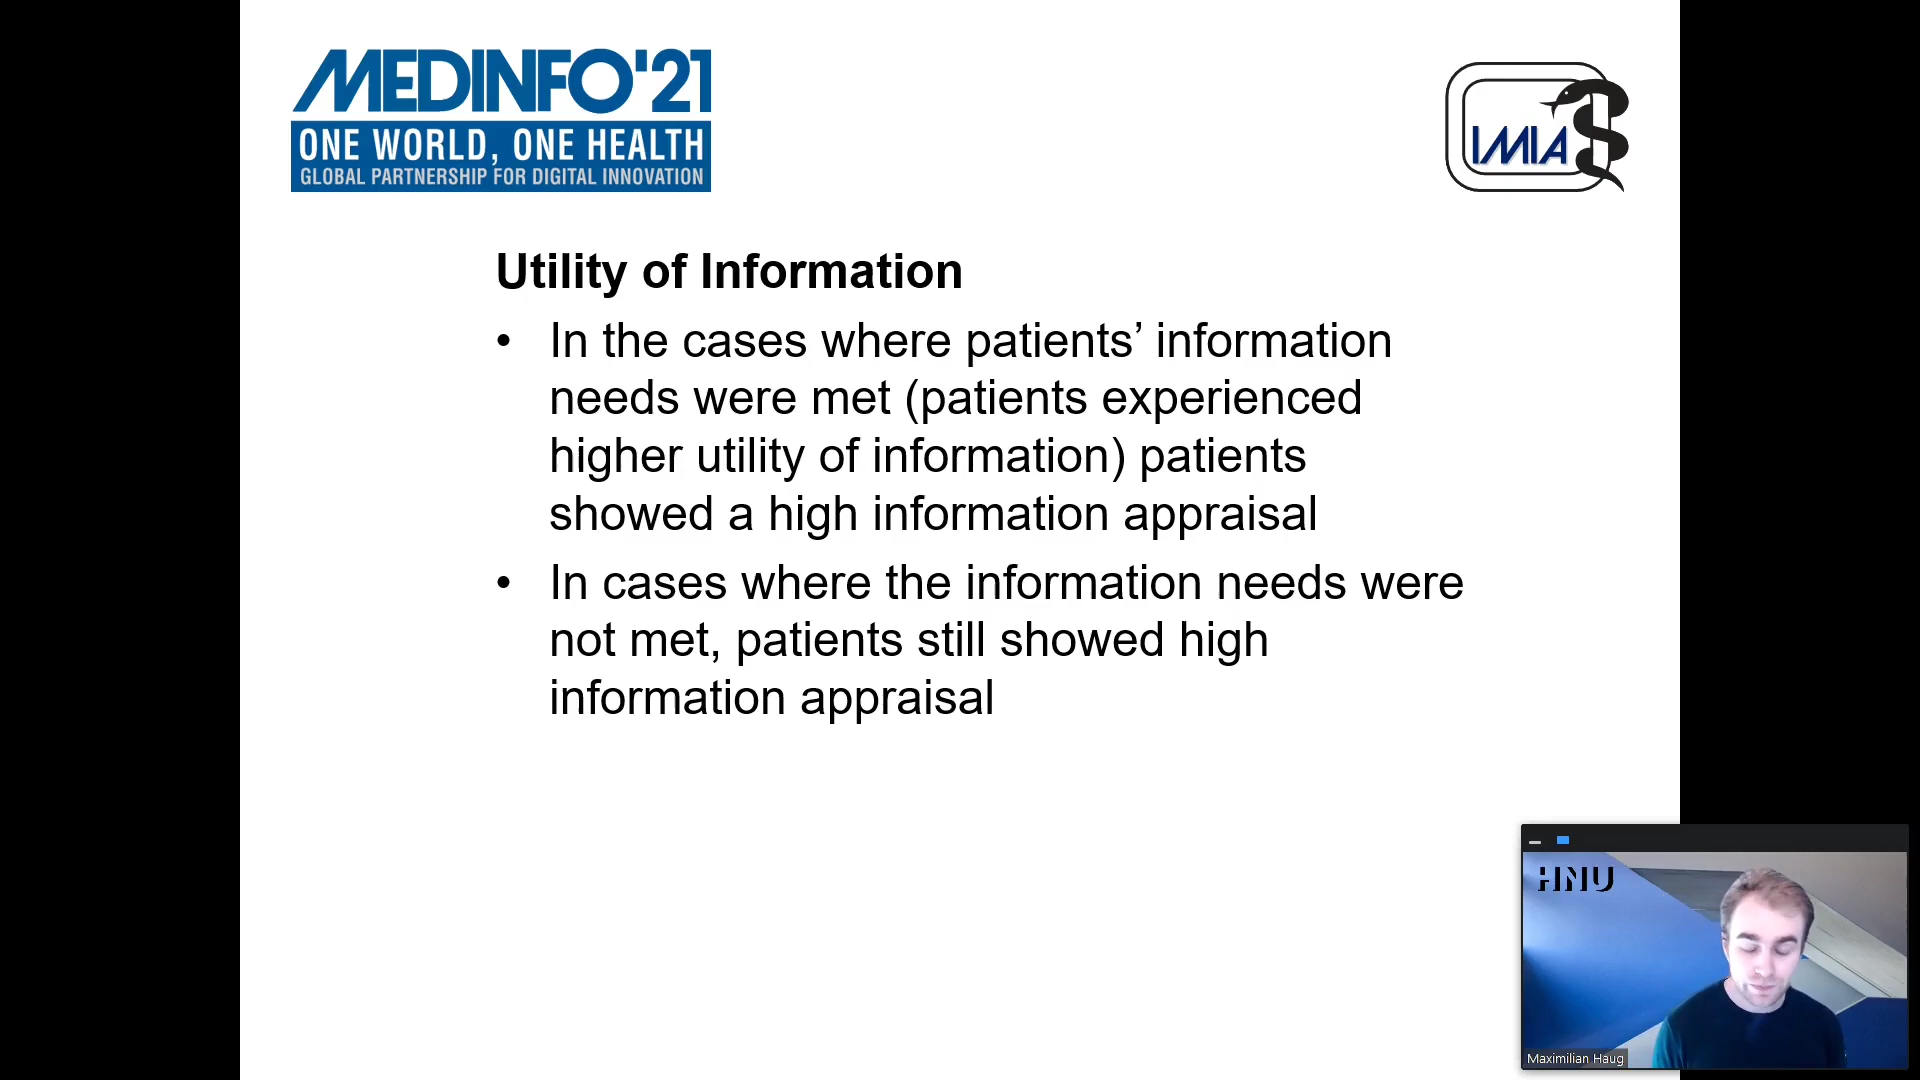 MEDINFO'21
ONE WORLD, ONE HEALTH
GLOBAL PARTNERSHIP FOR DIGITAL INNOVATION
IMIA
Utility of Information
• In the cases where patients’ information
needs were met (patients experienced
higher utility of information) patients
showed a high information appraisal
• In cases where the information needs were
not met, patients still showed high
information appraisal
HNU
Maximilian Haug